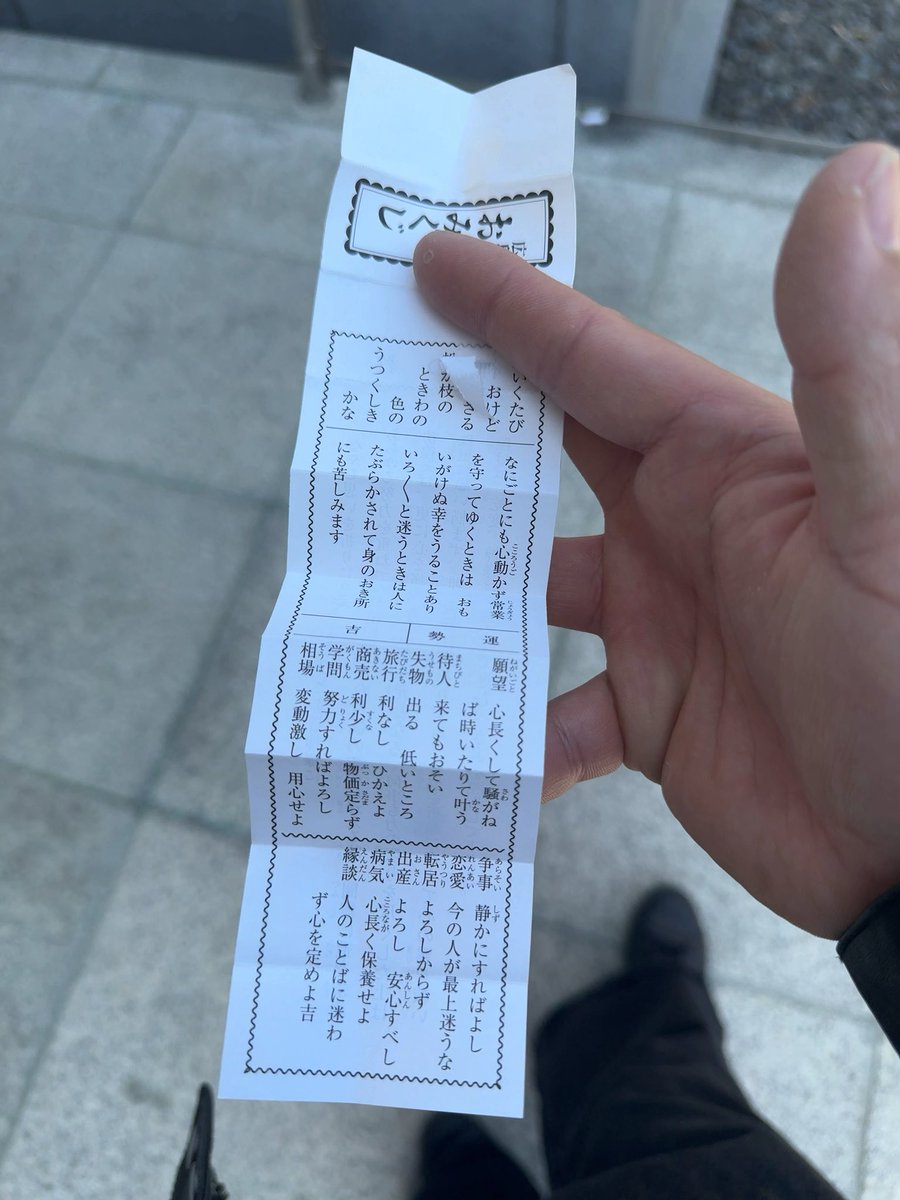 おみくじ
いくたび
おけど
さる
が枝の
ときわの
色の
うつくしき
かな
なにごとにも心動かず常業
を守ってゆくときは おも
いがけぬ幸をうることあり
いろ〱と迷うときは人に
たぶらかされて身のおき所
にも苦しみます
運勢 吉
願望 心長くして騒がね
ば時いたりて叶う
待人 来てもおそい
失物 出る 低いところ
旅行 利なし ひかえよ
商売 利少し 物価定らず
学問 努力すればよろし
相場 変動激し 用心せよ
争事 静かにすればよし
恋愛 今の人が最上迷うな
転居 よろしからず
出産 よろし 安心すべし
病気 心長く保養せよ
縁談 人のことばに迷わ
ず心を定めよ吉